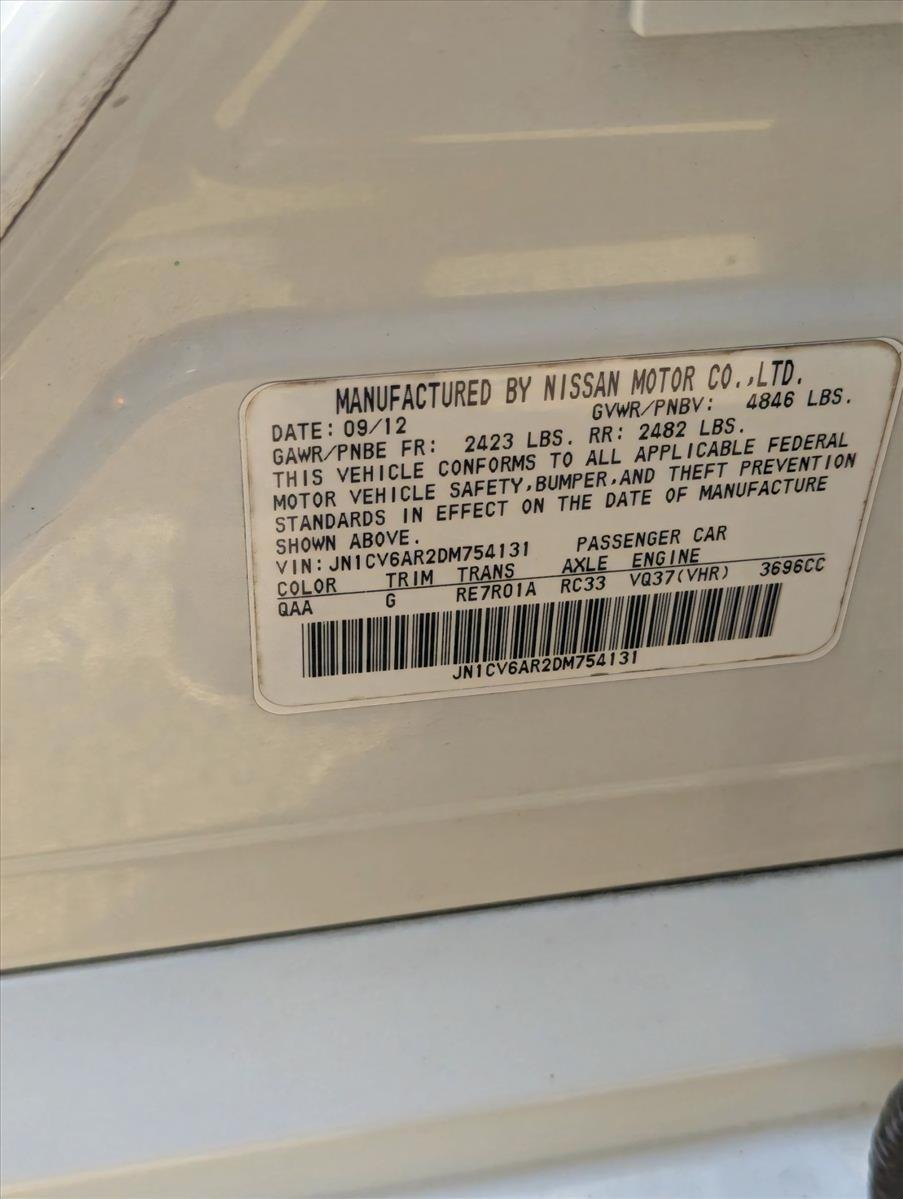 MANUFACTURED BY NISSAN MOTOR CO.,LTD.
DATE: 09/12 GVWR/PNBV: 4846 LBS.
GAWR/PNBE FR: 2423 LBS. RR: 2482 LBS.
THIS VEHICLE CONFORMS TO ALL APPLICABLE FEDERAL
MOTOR VEHICLE SAFETY,BUMPER,AND THEFT PREVENTION
STANDARDS IN EFFECT ON THE DATE OF MANUFACTURE
SHOWN ABOVE.
VIN: JN1CV6AR2DM754131 PASSENGER CAR
COLOR TRIM TRANS AXLE ENGINE
QAA G RE7R01A RC33 VQ37(VHR) 3696CC
JN1CV6AR2DM754131